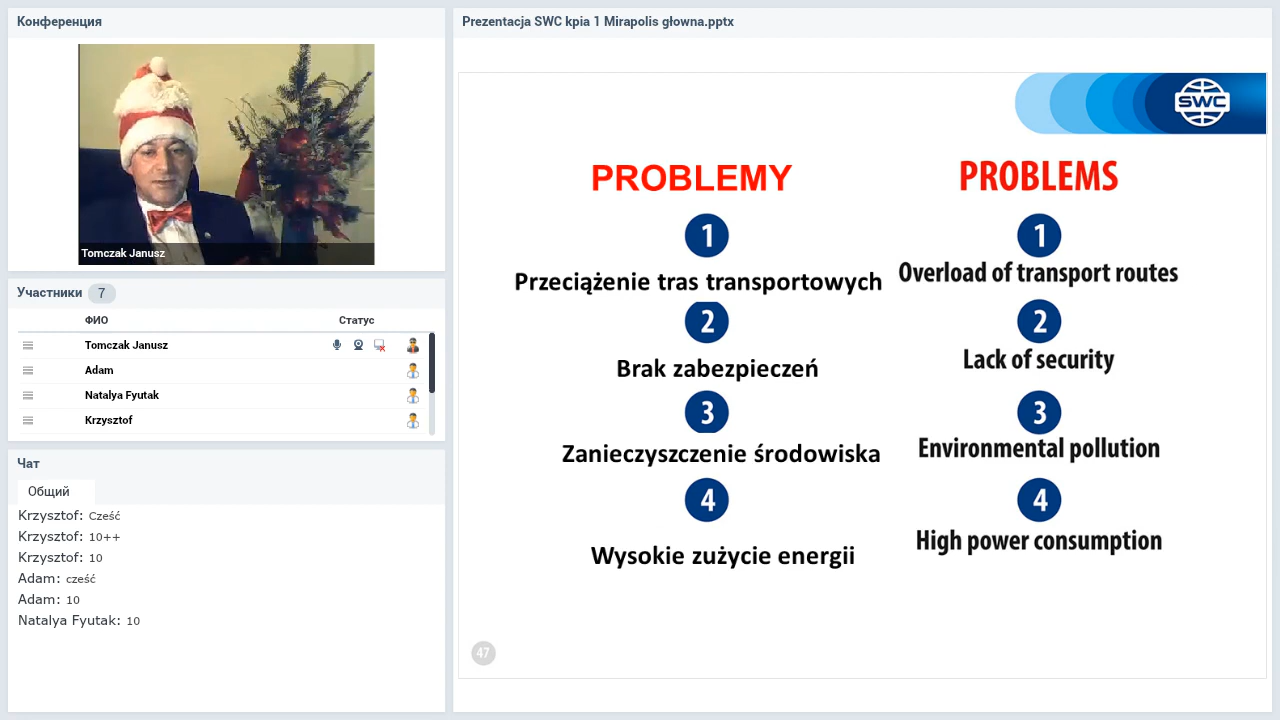 Конференция
Tomczak Janusz
Участники 7
ФИО Статус
Tomczak Janusz
Adam
Natalya Fyutak
Krzysztof
Чат
Общий
Krzysztof: Cześć
Krzysztof: 10++
Krzysztof: 10
Adam: cześć
Adam: 10
Natalya Fyutak: 10
Prezentacja SWC kpia 1 Mirapolis głowna.pptx
SWC
PROBLEMY
1
Przeciążenie tras transportowych
2
Brak zabezpieczeń
3
Zanieczyszczenie środowiska
4
Wysokie zużycie energii
PROBLEMS
1
Overload of transport routes
2
Lack of security
3
Environmental pollution
4
High power consumption
47